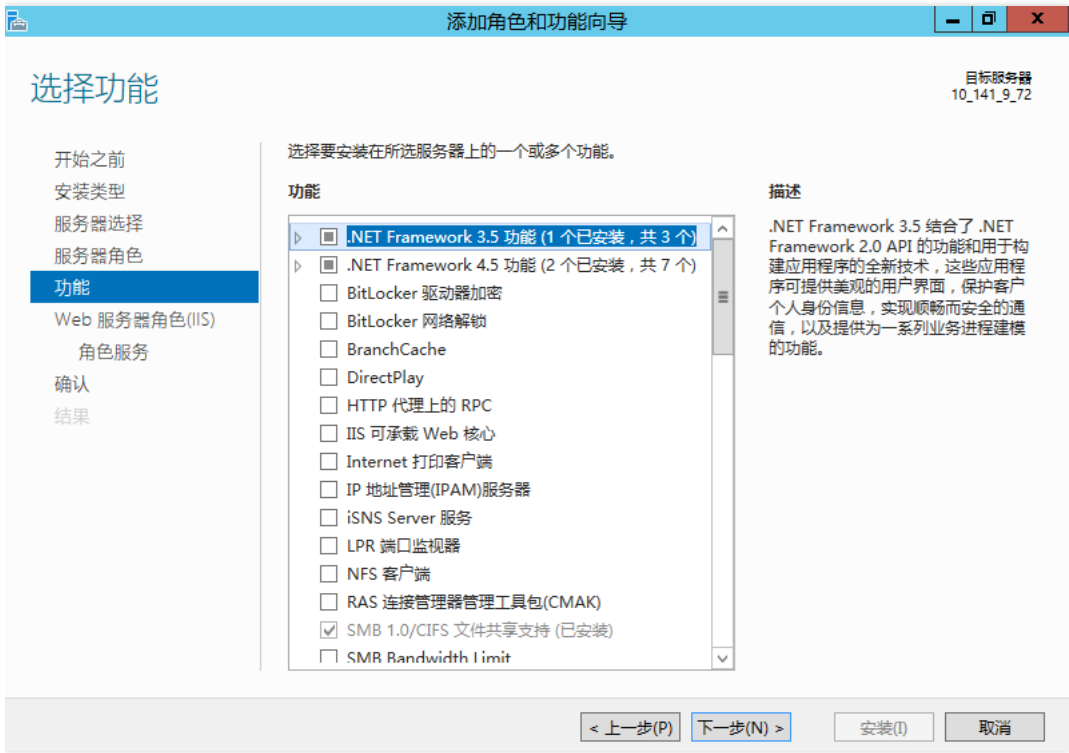 添加角色和功能向导
选择功能
目标服务器
10_141_9_72
开始之前
安装类型
服务器选择
服务器角色
功能
Web 服务器角色(IIS)
角色服务
确认
结果
选择要安装在所选服务器上的一个或多个功能。
功能
.NET Framework 3.5 功能 (1 个已安装，共 3 个)
.NET Framework 4.5 功能 (2 个已安装，共 7 个)
BitLocker 驱动器加密
BitLocker 网络解锁
BranchCache
DirectPlay
HTTP 代理上的 RPC
IIS 可承载 Web 核心
Internet 打印客户端
IP 地址管理(IPAM)服务器
iSNS Server 服务
LPR 端口监视器
NFS 客户端
RAS 连接管理器管理工具包(CMAK)
SMB 1.0/CIFS 文件共享支持 (已安装)
SMB Bandwidth Limit
描述
.NET Framework 3.5 结合了 .NET
Framework 2.0 API 的功能和用于构
建应用程序的全新技术，这些应用程
序可提供美观的用户界面，保护客户
个人身份信息，实现顺畅而安全的通
信，以及提供为一系列业务进程建模
的功能。
< 上一步(P)
下一步(N) >
安装(I)
取消